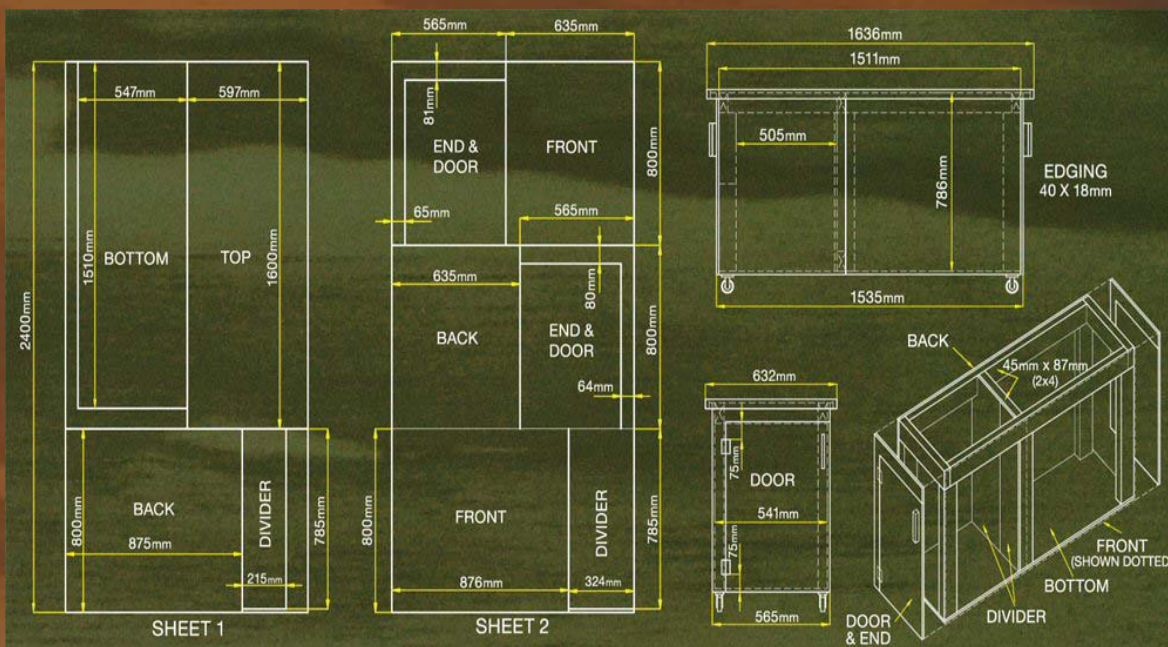 565mm
635mm
547mm
597mm
81mm
END &
DOOR
FRONT
800mm
65mm
565mm
2400mm
1510mm
BOTTOM
TOP
1600mm
635mm
80mm
BACK
END &
DOOR
800mm
64mm
800mm
BACK
875mm
DIVIDER
215mm
785mm
SHEET 1
800mm
FRONT
876mm
DIVIDER
324mm
785mm
SHEET 2
1636mm
1511mm
505mm
786mm
EDGING
40 X 18mm
1535mm
632mm
75mm
DOOR
541mm
75mm
565mm
BACK
45mm x 87mm
(2x4)
FRONT
(SHOWN DOTTED)
BOTTOM
DIVIDER
DOOR
& END